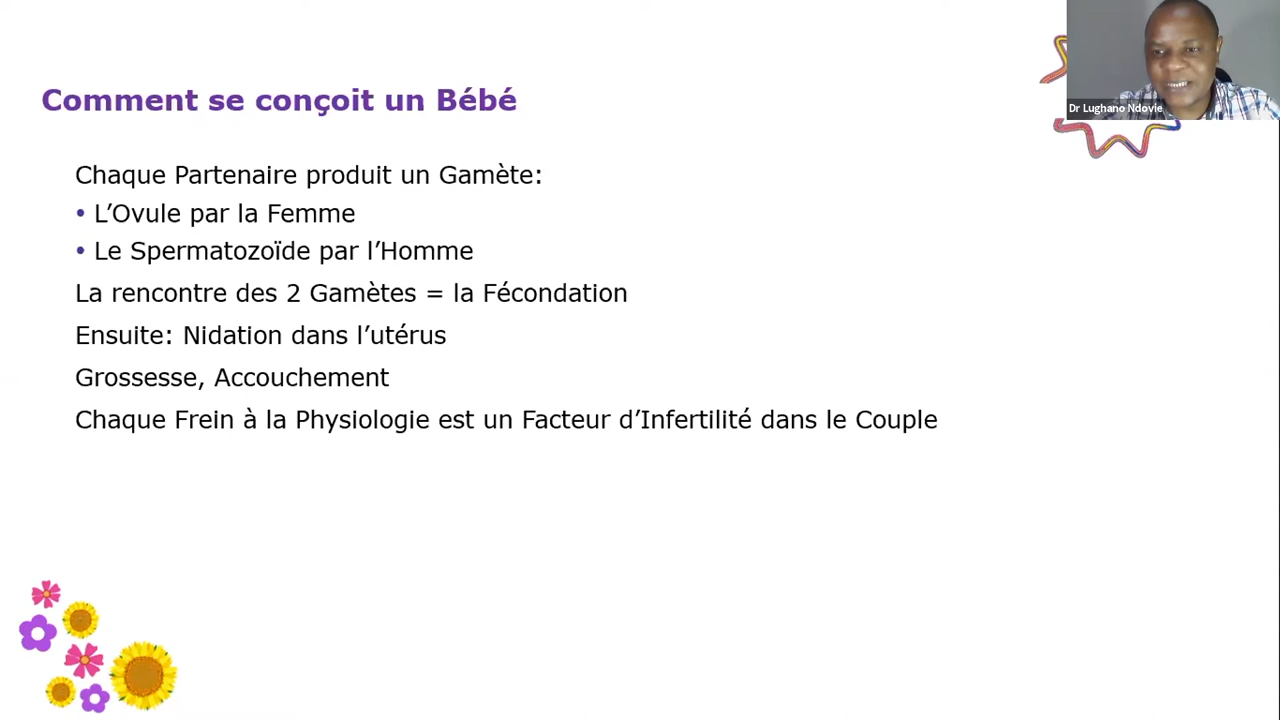 Dr Lughano Ndovie
Comment se conçoit un Bébé
Chaque Partenaire produit un Gamète:
• L’Ovule par la Femme
• Le Spermatozoïde par l’Homme
La rencontre des 2 Gamètes = la Fécondation
Ensuite: Nidation dans l’utérus
Grossesse, Accouchement
Chaque Frein à la Physiologie est un Facteur d’Infertilité dans le Couple